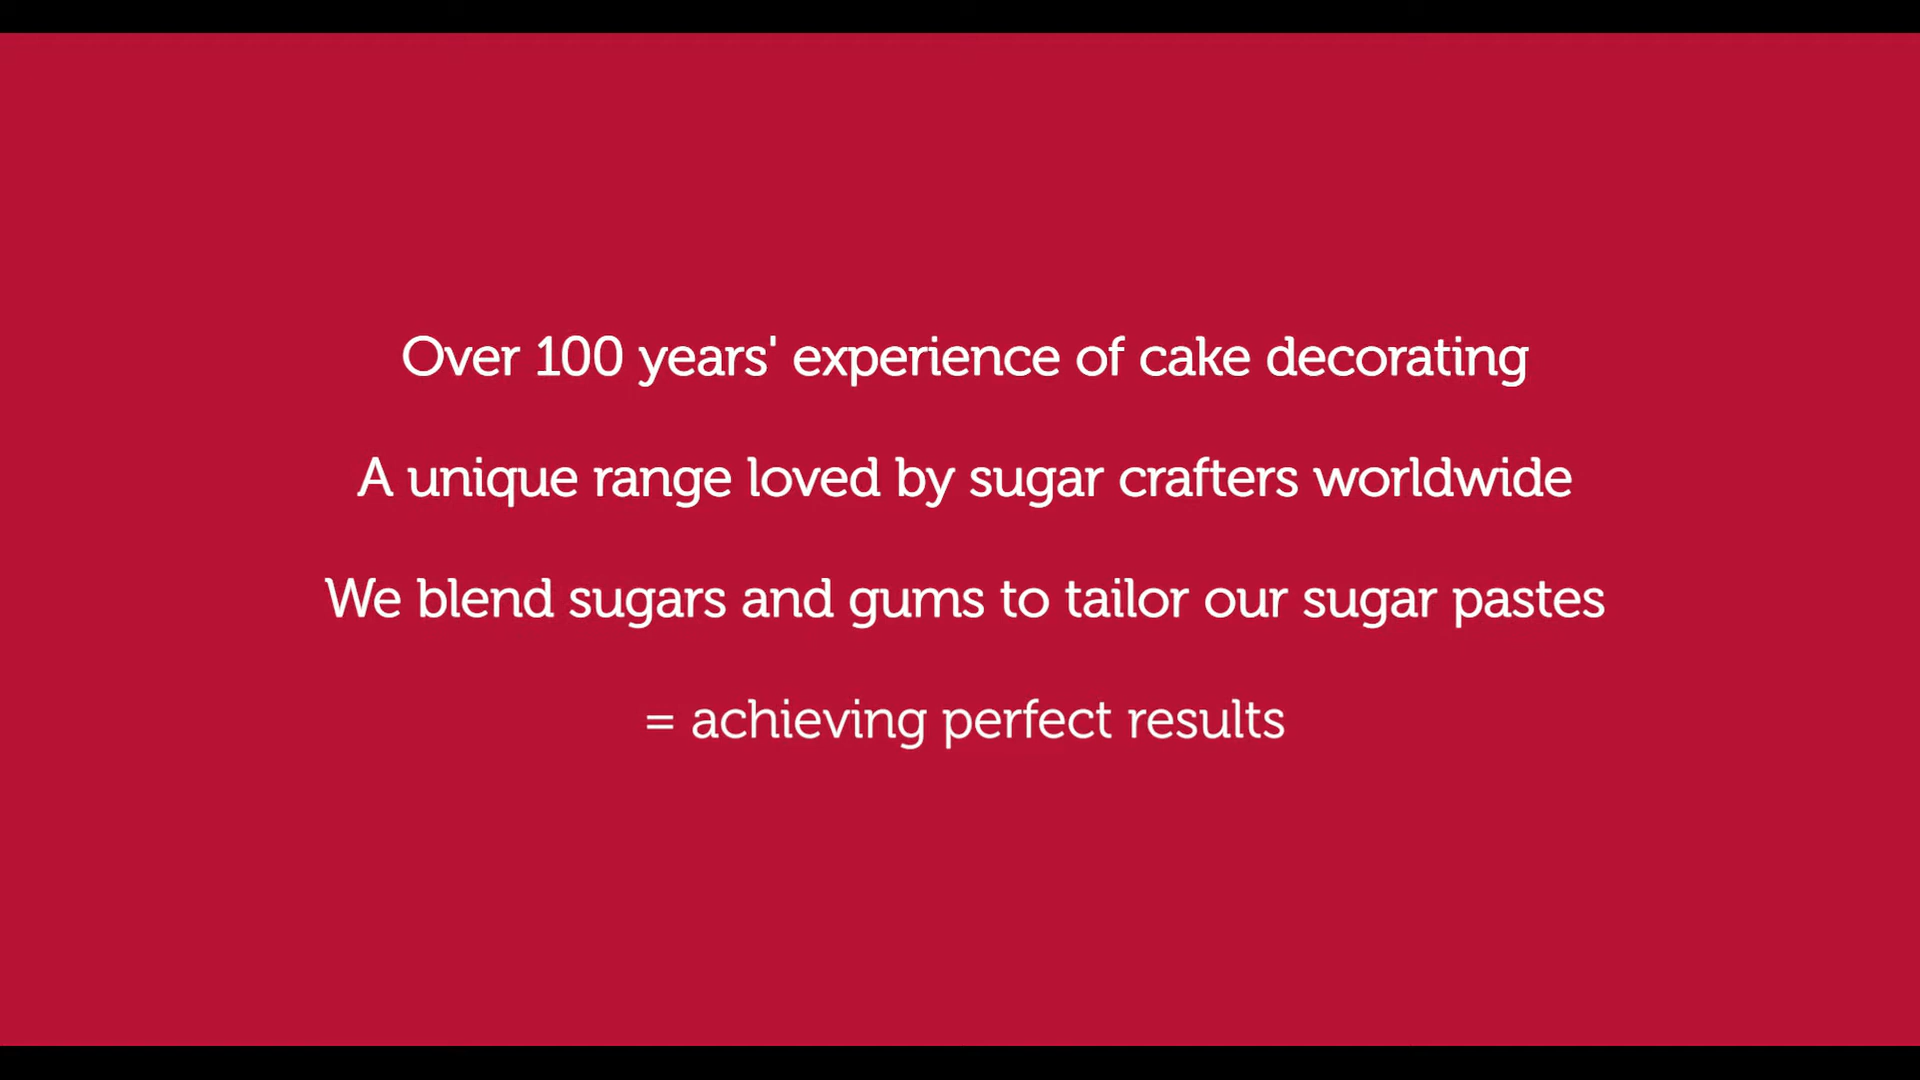 Over 100 years' experience of cake decorating
A unique range loved by sugar crafters worldwide
We blend sugars and gums to tailor our sugar pastes
= achieving perfect results